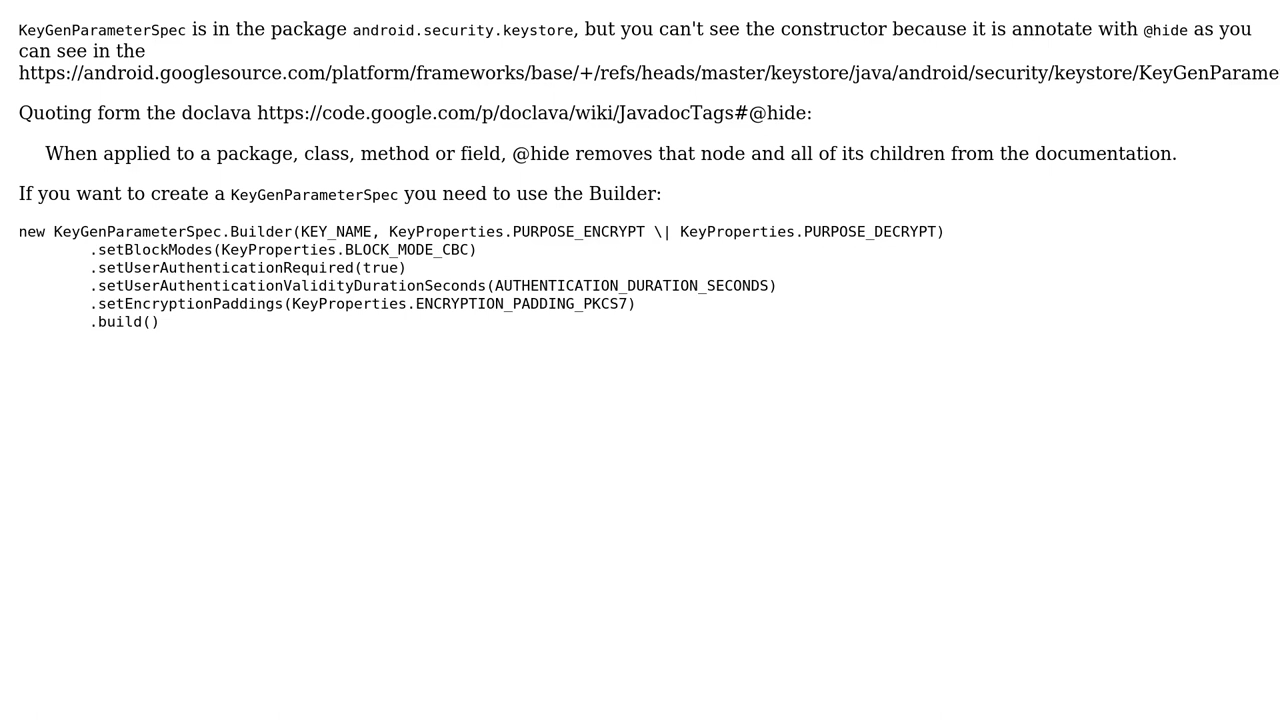 KeyGenParameterSpec is in the package android.security.keystore, but you can't see the constructor because it is annotate with @hide as you
can see in the
https://android.googlesource.com/platform/frameworks/base/+/refs/heads/master/keystore/java/android/security/keystore/KeyGenParame
Quoting form the doclava https://code.google.com/p/doclava/wiki/JavadocTags#@hide:
When applied to a package, class, method or field, @hide removes that node and all of its children from the documentation.
If you want to create a KeyGenParameterSpec you need to use the Builder:
new KeyGenParameterSpec.Builder(KEY_NAME, KeyProperties.PURPOSE_ENCRYPT \| KeyProperties.PURPOSE_DECRYPT)
        .setBlockModes(KeyProperties.BLOCK_MODE_CBC)
        .setUserAuthenticationRequired(true)
        .setUserAuthenticationValidityDurationSeconds(AUTHENTICATION_DURATION_SECONDS)
        .setEncryptionPaddings(KeyProperties.ENCRYPTION_PADDING_PKCS7)
        .build()